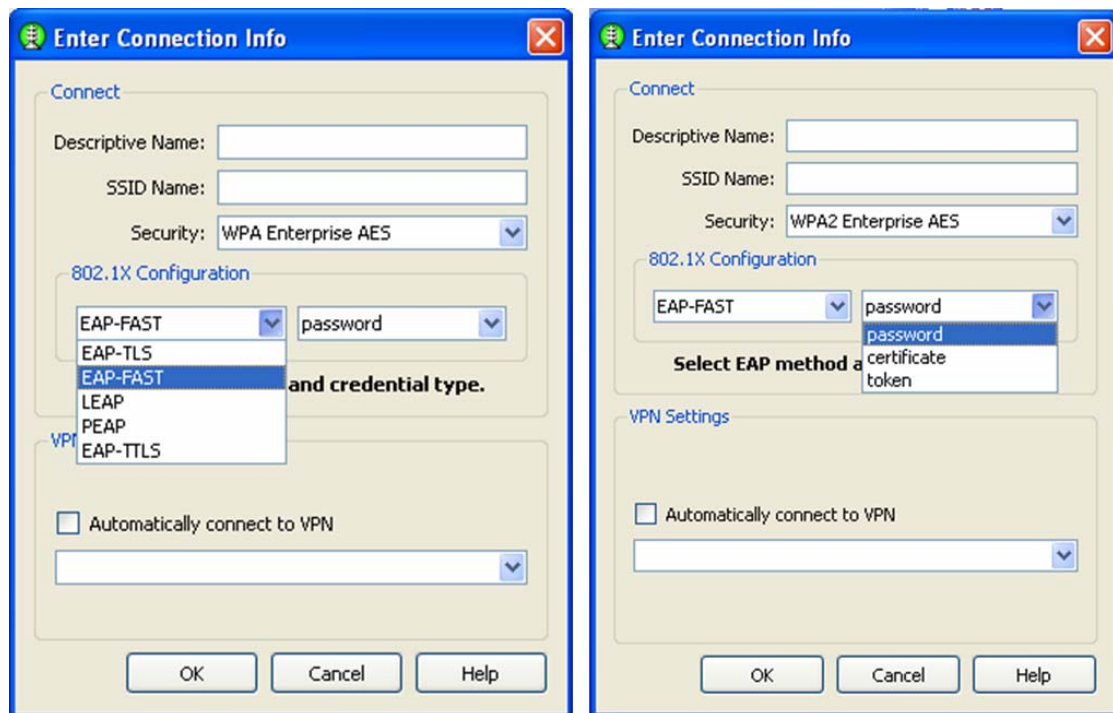 Enter Connection Info
Connect
Descriptive Name:
SSID Name:
Security: WPA Enterprise AES
802.1X Configuration
EAP-FAST password
EAP-TLS
EAP-FAST
and credential type.
LEAP
PEAP
VPN
EAP-TTLS
Automatically connect to VPN
OK Cancel Help
Enter Connection Info
Connect
Descriptive Name:
SSID Name:
Security: WPA2 Enterprise AES
802.1X Configuration
EAP-FAST password
password
certificate
Select EAP method a
token
VPN Settings
Automatically connect to VPN
OK Cancel Help